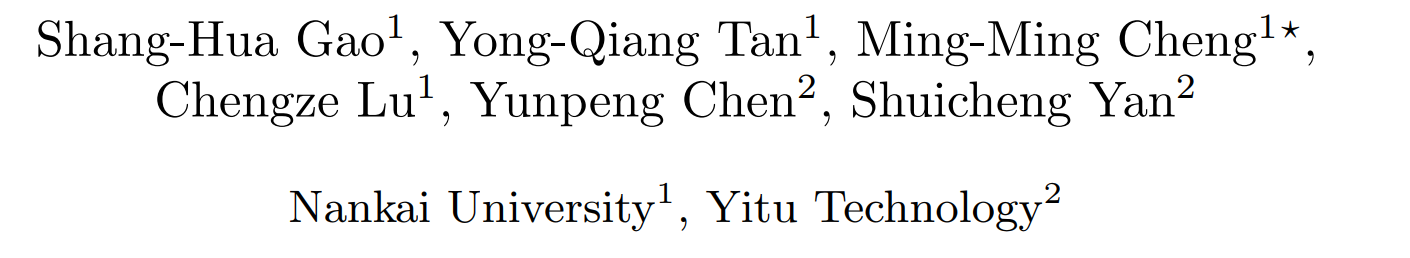 Shang-Hua Gao¹, Yong-Qiang Tan¹, Ming-Ming Cheng¹⋆,
Chengze Lu¹, Yunpeng Chen², Shuicheng Yan²
Nankai University¹, Yitu Technology²